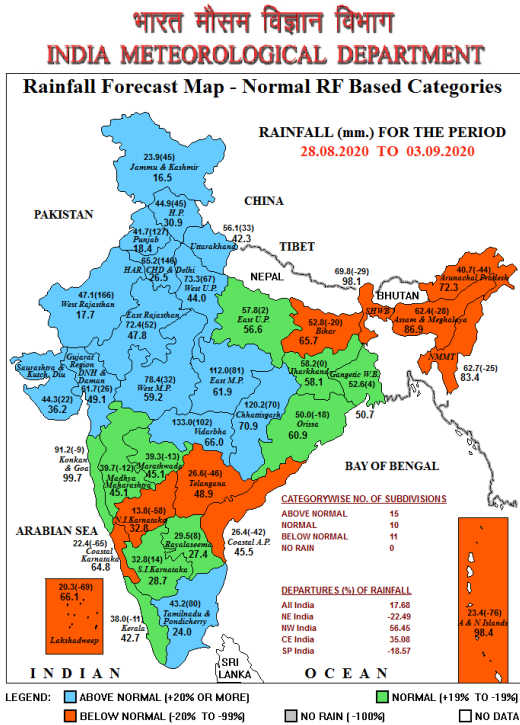 भारत मौसम विज्ञान विभाग
INDIA METEOROLOGICAL DEPARTMENT
Rainfall Forecast Map - Normal RF Based Categories
RAINFALL (mm.) FOR THE PERIOD
28.08.2020 TO 03.09.2020
23.9(45)
Jammu & Kashmir
16.5
CHINA
PAKISTAN
44.9(45)
H.P.
30.9
41.7(127)
Punjab
18.4
56.1(33)
Uttarakhand
42.3
TIBET
65.2(146)
HAR. CHD & Delhi
26.5
73.3(67)
West U.P.
44.0
NEPAL
69.8(-29)
98.1
BHUTAN
40.7(-44)
Arunachal Pradesh
72.3
47.1(166)
West Rajasthan
17.7
East Rajasthan
72.4(52)
47.8
57.8(2)
East U.P.
56.6
52.8(-20)
Bihar
65.7
SHWB
62.4(-28)
Assam & Meghalaya
86.9
NMMT
62.7(-25)
83.4
Saurashtra &
Kutch, Diu
44.3(22)
36.2
Gujarat
Region
DNH &
Daman
61.7(26)
49.1
78.4(32)
West M.P.
59.2
112.0(81)
East M.P.
61.9
58.2(0)
Jharkhand
58.1
Gangetic W.B.
52.6(4)
50.7
120.2(70)
Chhattisgarh
70.9
50.0(-18)
Orissa
60.9
133.0(102)
Vidarbha
66.0
91.2(-9)
Konkan
& Goa
99.7
39.7(-12)
Madhya
Maharashtra
45.1
39.3(-13)
Marathwada
45.1
26.6(-46)
Telangana
48.9
BAY OF BENGAL
ARABIAN SEA
13.8(-58)
N.I.Karnataka
32.8
22.4(-65)
Coastal
Karnataka
64.8
29.5(8)
Rayalaseema
27.4
26.4(-42)
Coastal A.P.
45.5
32.8(14)
S.I.Karnataka
28.7
43.2(80)
Tamilnadu &
Pondicherry
24.0
38.0(-11)
Kerala
42.7
20.3(-69)
66.1
Lakshadweep
23.4(-76)
A & N Islands
98.4
SRI
LANKA
CATEGORYWISE NO. OF SUBDIVISIONS
ABOVE NORMAL 15
NORMAL 10
BELOW NORMAL 11
NO RAIN 0
DEPARTURES (%) OF RAINFALL
All India 17.68
NE India -22.49
NW India 56.45
CE India 35.08
SP India -18.57
INDIAN OCEAN
LEGEND: ABOVE NORMAL (+20% OR MORE) NORMAL (+19% TO -19%)
BELOW NORMAL (-20% TO -99%) NO RAIN (-100%) NO DATA